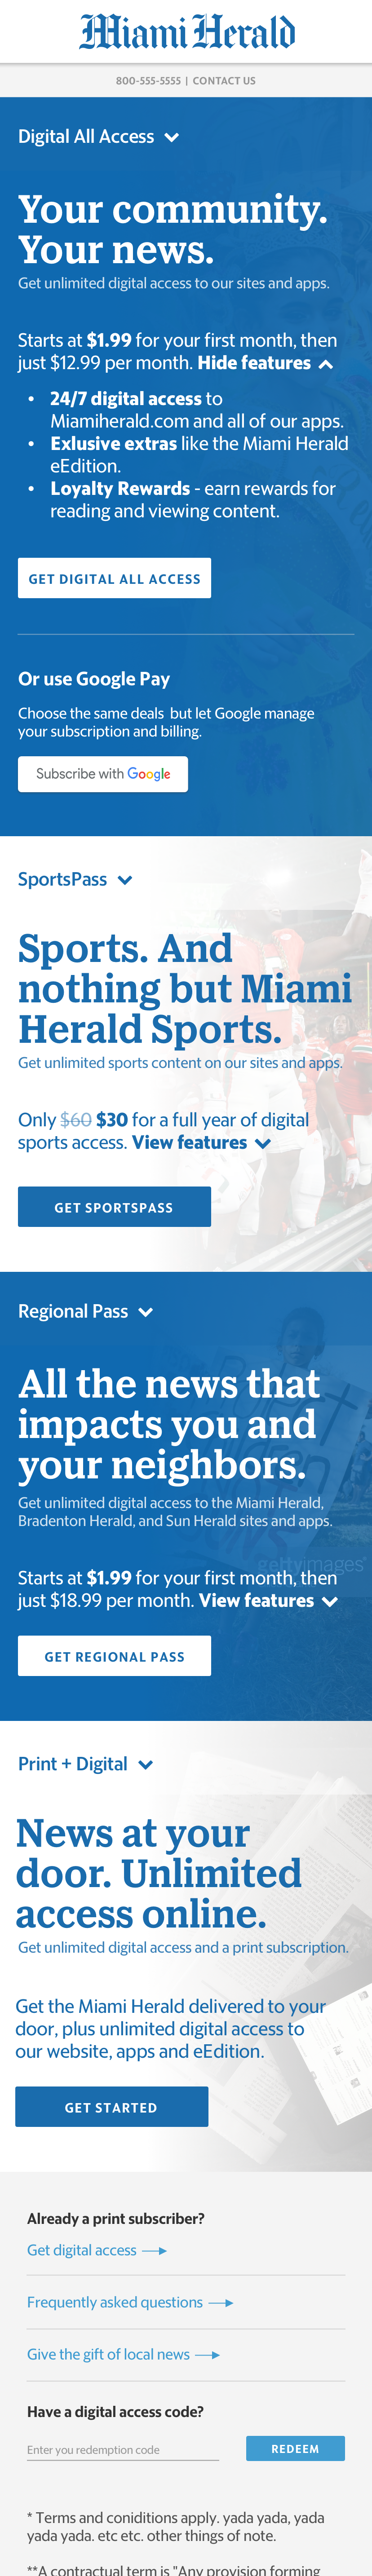 Miami Herald
800-555-5555 | CONTACT US
Digital All Access
Your community.
Your news.
Get unlimited digital access to our sites and apps.
Starts at $1.99 for your first month, then
just $12.99 per month. Hide features
• 24/7 digital access to
Miamiherald.com and all of our apps.
• Exlusive extras like the Miami Herald
eEdition.
• Loyalty Rewards - earn rewards for
reading and viewing content.
GET DIGITAL ALL ACCESS
Or use Google Pay
Choose the same deals but let Google manage
your subscription and billing.
Subscribe with Google
SportsPass
Sports. And
nothing but Miami
Herald Sports.
Get unlimited sports content on our sites and apps.
Only $60 $30 for a full year of digital
sports access. View features
GET SPORTSPASS
Regional Pass
All the news that
impacts you and
your neighbors.
Get unlimited digital access to the Miami Herald,
Bradenton Herald, and Sun Herald sites and apps.
gettyimages
Starts at $1.99 for your first month, then
just $18.99 per month. View features
GET REGIONAL PASS
Print + Digital
News at your
door. Unlimited
access online.
Get unlimited digital access and a print subscription.
Get the Miami Herald delivered to your
door, plus unlimited digital access to
our website, apps and eEdition.
GET STARTED
Already a print subscriber?
Get digital access
Frequently asked questions
Give the gift of local news
Have a digital access code?
Enter you redemption code
REDEEM
* Terms and coniditions apply. yada yada, yada
yada yada. etc etc. other things of note.
**A contractual term is "Any provision forming